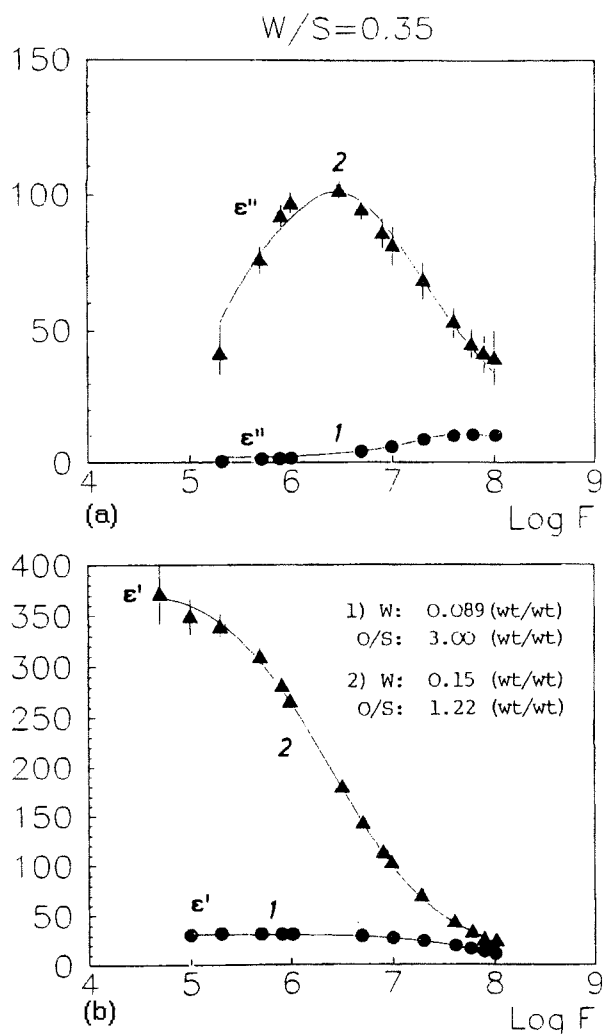 W/S=0.35
150
100
50
0
ε"
2
ε"
1
4 5 6 7 8 9
(a)
Log F
400
350
300
250
200
150
100
50
0
ε'
2
ε'
1
1) W: 0.089 (wt/wt)
O/S: 3.00 (wt/wt)
2) W: 0.15 (wt/wt)
O/S: 1.22 (wt/wt)
4 5 6 7 8 9
(b)
Log F